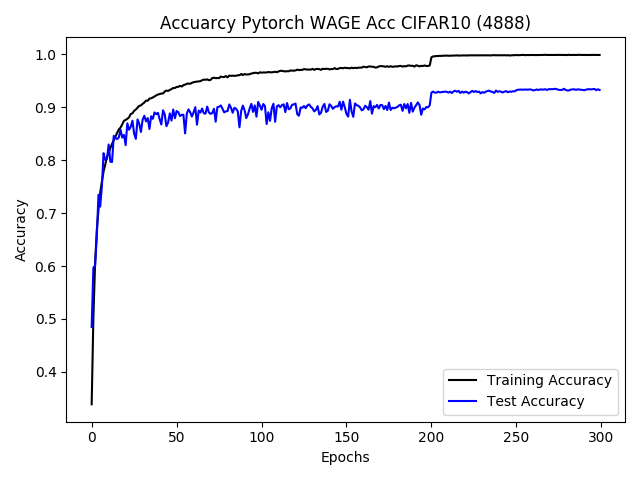 Accuarcy Pytorch WAGE Acc CIFAR10 (4888)
Accuracy
1.0
0.9
0.8
0.7
0.6
0.5
0.4
0
50
100
150
200
250
300
Epochs
Training Accuracy
Test Accuracy